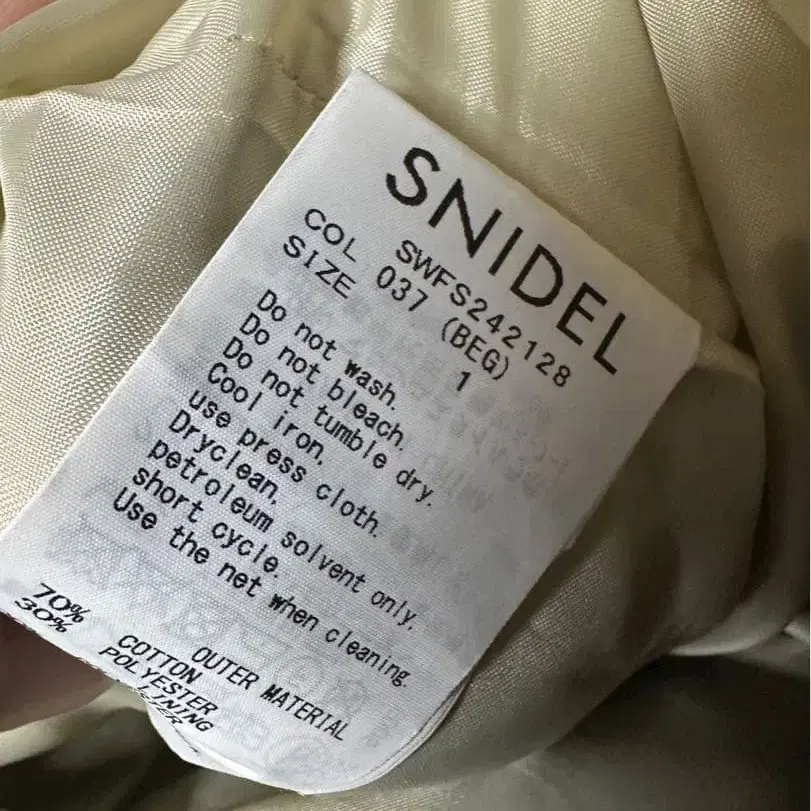 SNIDEL
SWFS242128
COL 037 (BEG)
SIZE 1
Do not wash.
Do not bleach.
Do not tumble dry.
Cool iron.
use press cloth.
Dryclean.
petroleum solvent only.
short cycle.
Use the net when cleaning.
OUTER MATERIAL
70% COTTON
30% POLYESTER
LINING